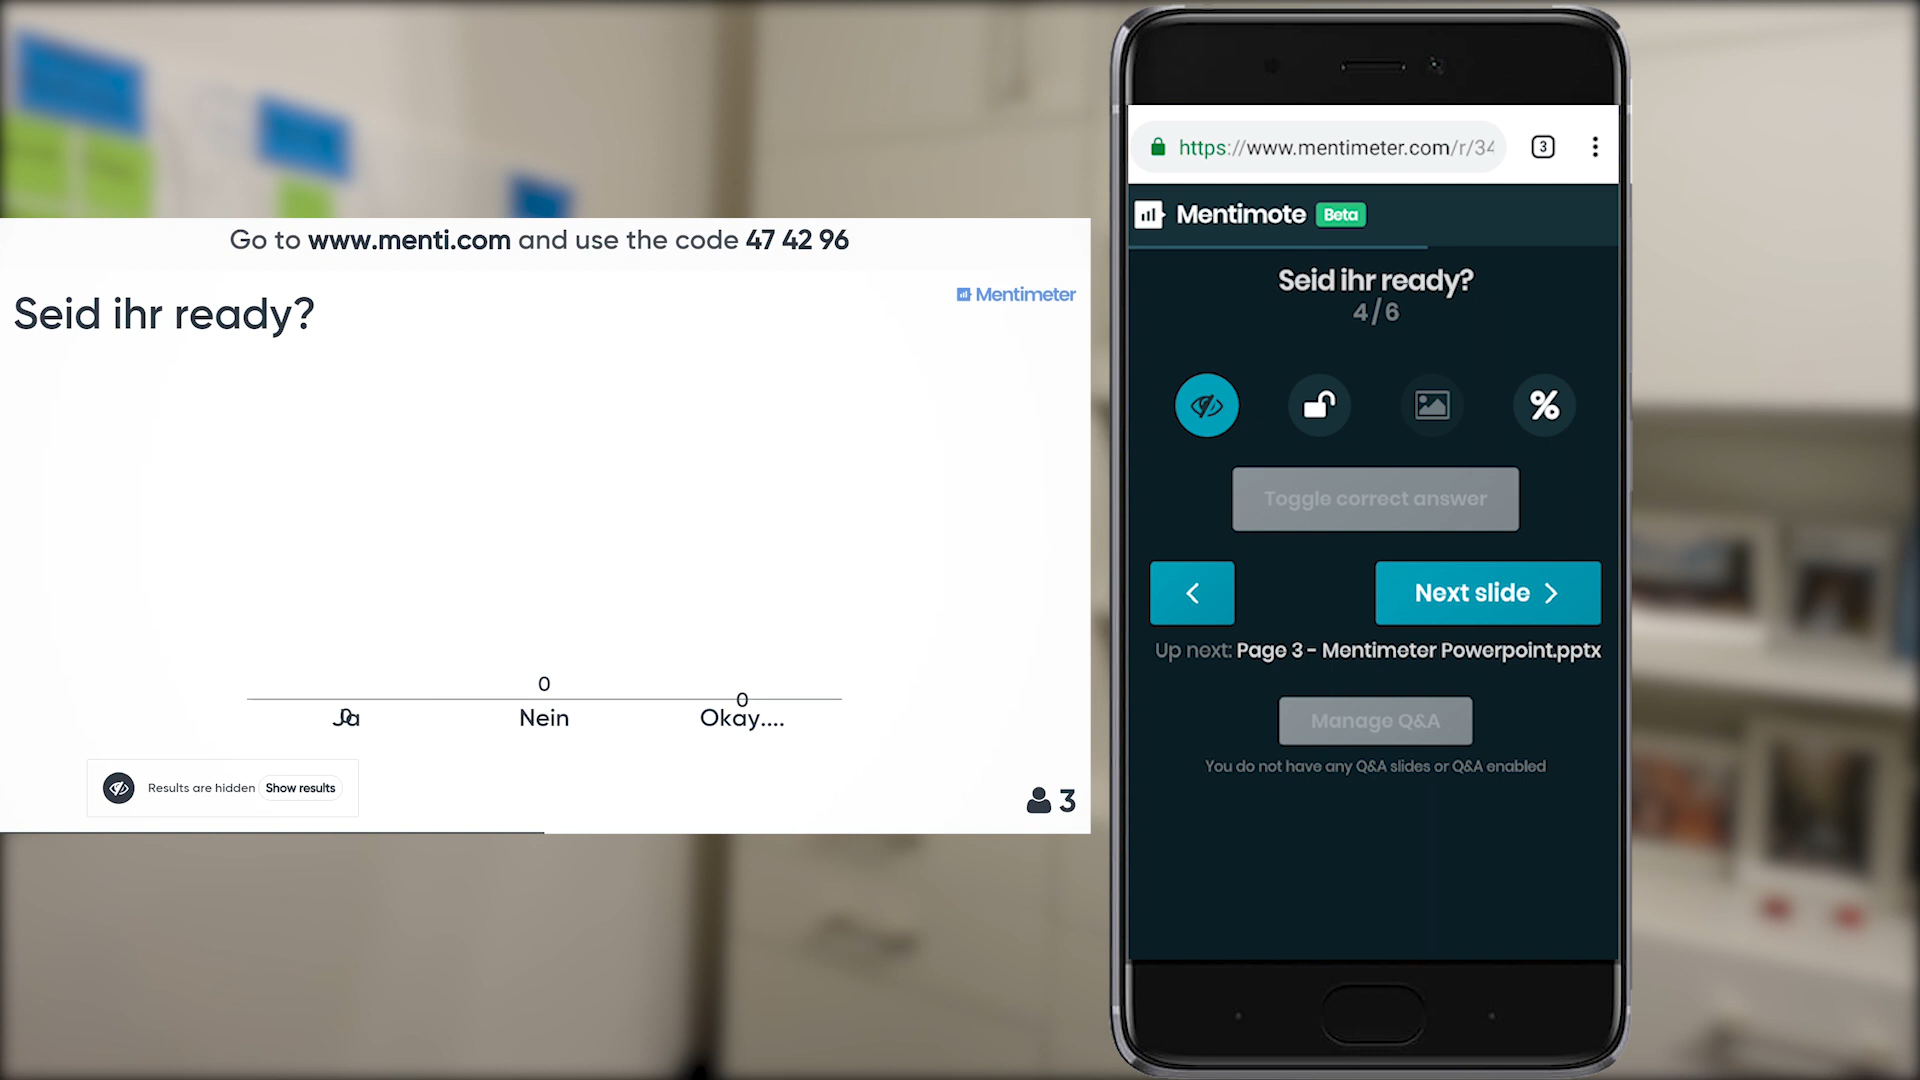 Go to www.menti.com and use the code 47 42 96
Mentimeter
Seid ihr ready?
0
0
0
Ja
Nein
Okay....
Results are hidden
Show results
3
https://www.mentimeter.com/r/34
3
Mentimote Beta
Seid ihr ready?
4/6
%
Toggle correct answer
Next slide
Up next: Page 3 - Mentimeter Powerpoint.pptx
Manage Q&A
You do not have any Q&A slides or Q&A enabled